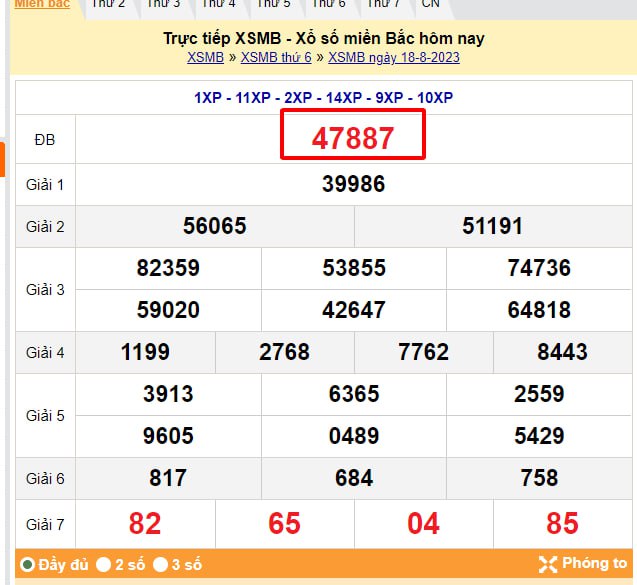 Miền bắc Thứ 2 Thứ 3 Thứ 4 Thứ 5 Thứ 6 Thứ 7 CN
Trực tiếp XSMB - Xổ số miền Bắc hôm nay
XSMB » XSMB thứ 6 » XSMB ngày 18-8-2023
1XP - 11XP - 2XP - 14XP - 9XP - 10XP
ĐB 47887
Giải 1 39986
Giải 2 56065 51191
Giải 3
82359 53855 74736
59020 42647 64818
Giải 4 1199 2768 7762 8443
Giải 5
3913 6365 2559
9605 0489 5429
Giải 6 817 684 758
Giải 7 82 65 04 85
Đầy đủ 2 số 3 số Phóng to